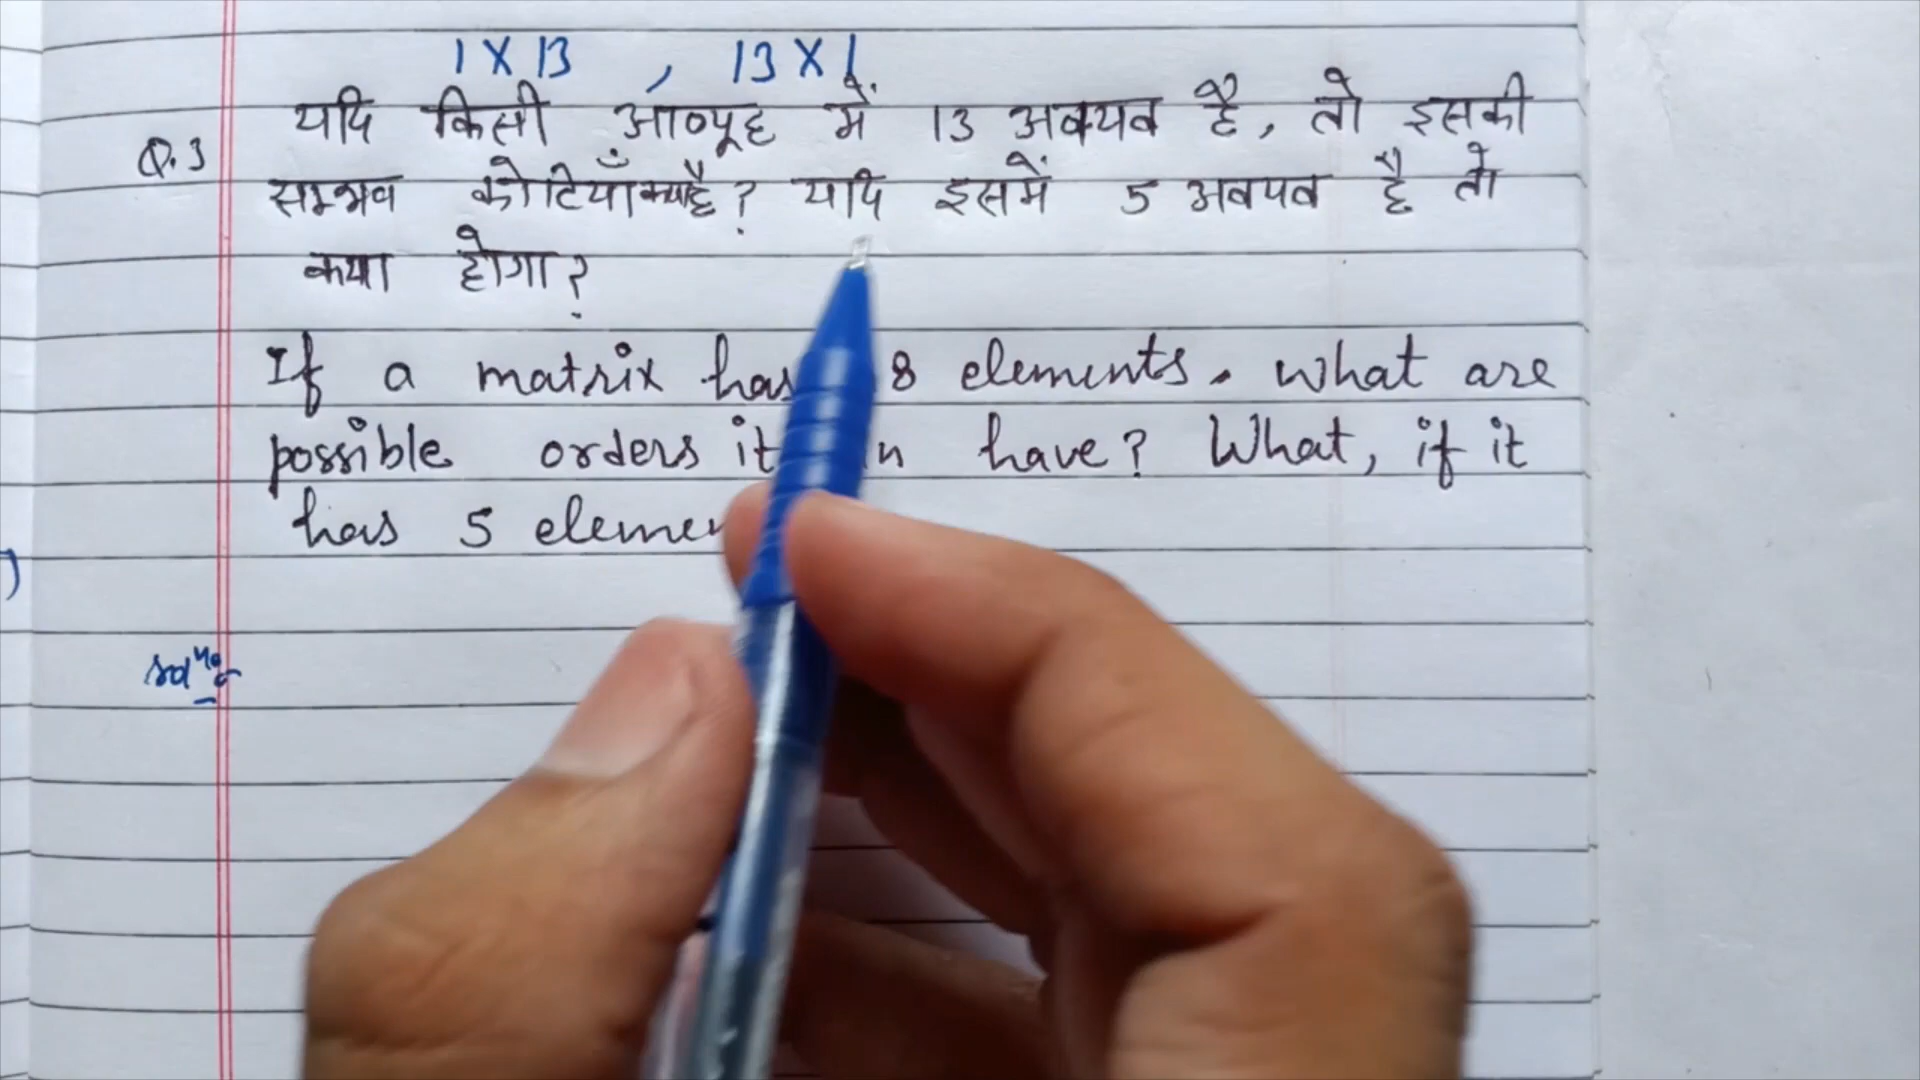 1 X 13 , 13 X 1
यदि किसी आव्यूह में 13 अवयव है, तो इसकी
Q.3
सम्भव कोटियाँ क्या है? यदि इसमें 5 अवयव है तो
क्या होगा?
If a matrix has 8 elements. What are
possible orders it have? What, if it
has 5
Solⁿ: